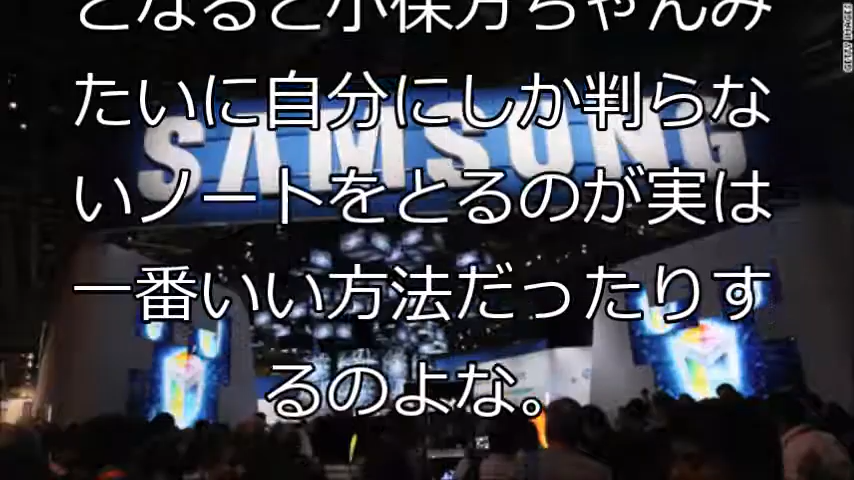 となると小保方ちゃんみ
たいに自分にしか判らな
いノートをとるのが実は
一番いい方法だったりす
るのよな。
SAMSUNG
GETTY IMAGES